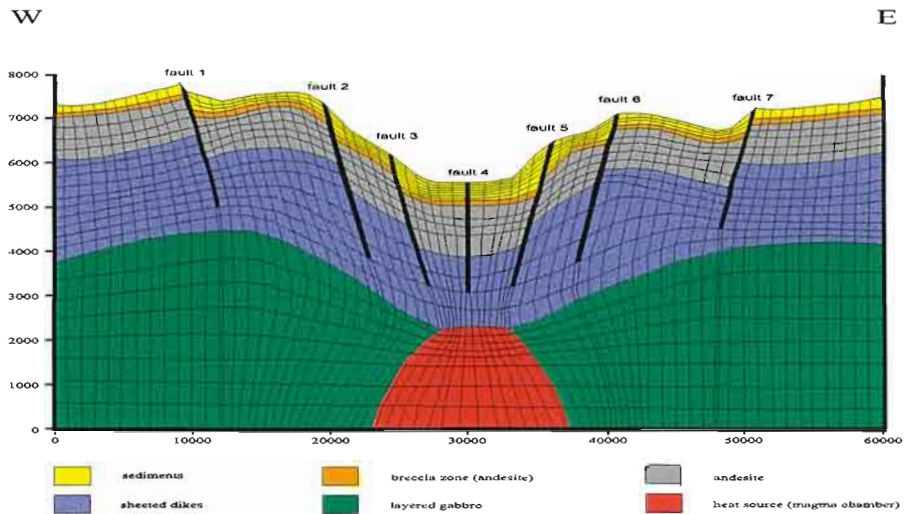 W E
8000
fault 1
fault 2
fault 6
fault 7
7000
fault 3
fault 5
6000
fault 4
5000
4000
3000
2000
1000
0
0 10000 20000 30000 40000 50000 60000
sediments breccia zone (andesite) andesite
sheeted dikes layered gabbro heat source (magma chamber)